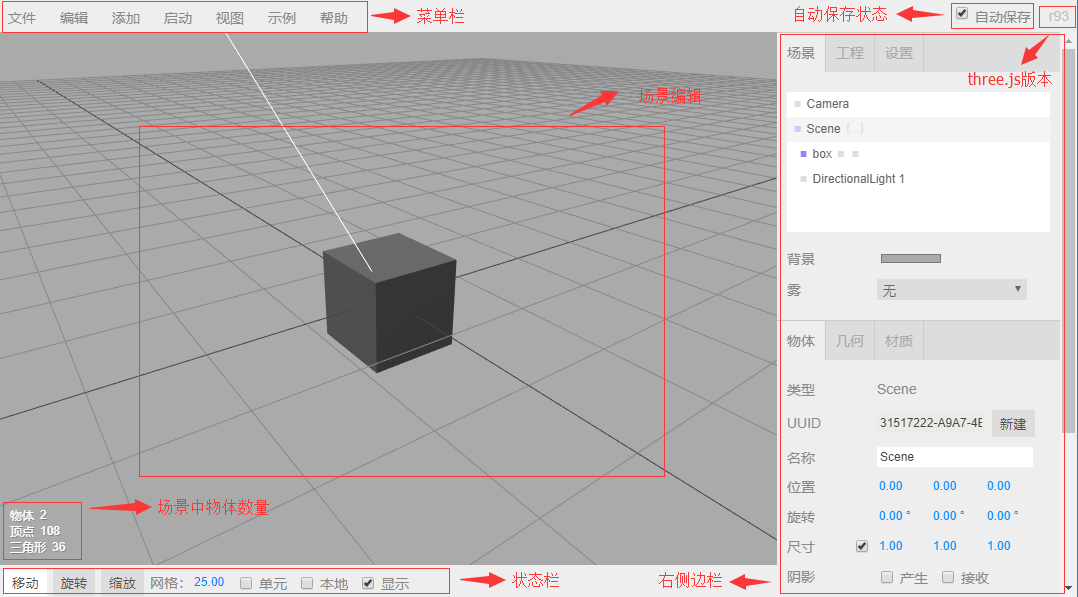 文件 编辑 添加 启动 视图 示例 帮助 菜单栏 自动保存状态 自动保存 r93
场景 工程 设置
three.js版本
场景编辑
Camera
Scene {...}
box
DirectionalLight 1
背景
雾 无
物体 几何 材质
类型 Scene
UUID 31517222-A9A7-4E 新建
名称 Scene
位置 0.00 0.00 0.00
旋转 0.00 ° 0.00 ° 0.00 °
尺寸 1.00 1.00 1.00
阴影 产生 接收
场景中物体数量
物体 2
顶点 108
三角形 36
移动 旋转 缩放 网格: 25.00 单元 本地 显示 状态栏 右侧边栏